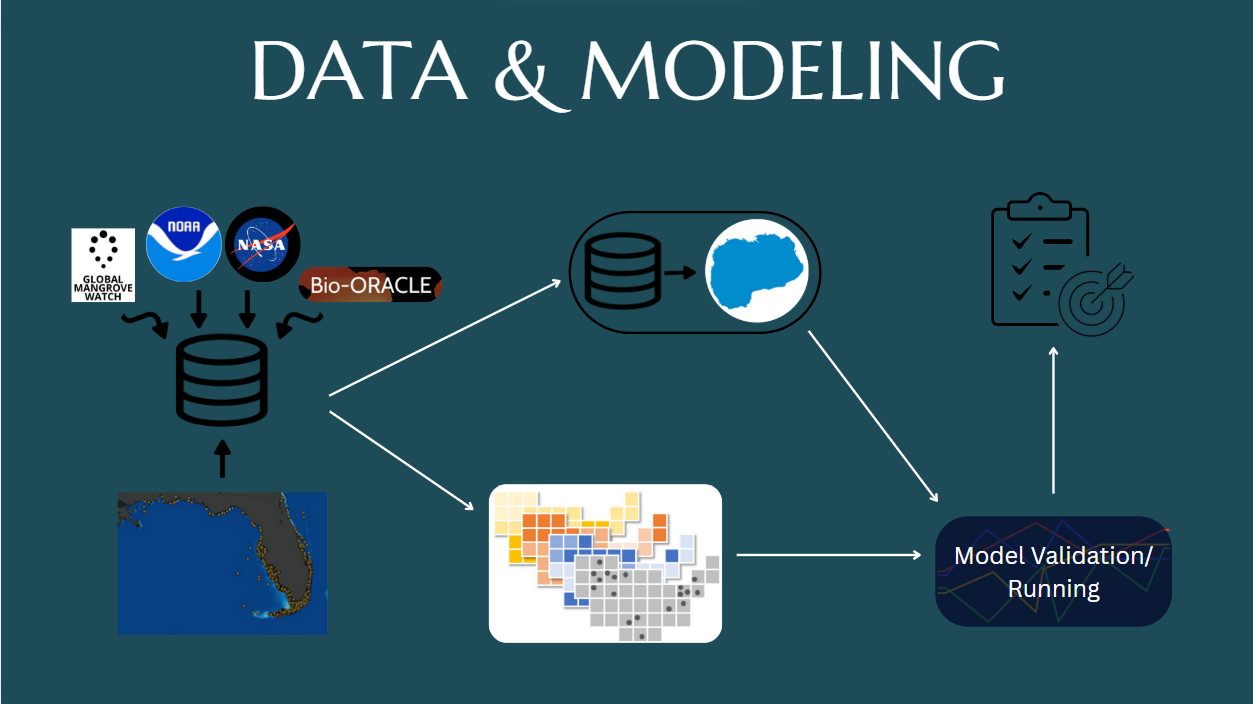 DATA & MODELING
NOAA
NASA
GLOBAL
MANGROVE
WATCH
Bio-ORACLE
Model Validation/
Running